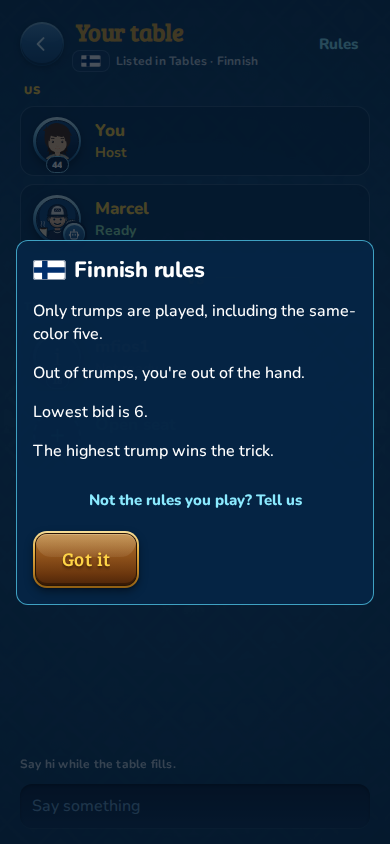 Your table
Rules
Listed in Tables · Finnish
US
You
Host
44
Marcel
Ready
Finnish rules
Only trumps are played, including the same-
color five.
Out of trumps, you're out of the hand.
Lowest bid is 6.
The highest trump wins the trick.
Not the rules you play? Tell us
Got it
Say hi while the table fills.
Say something